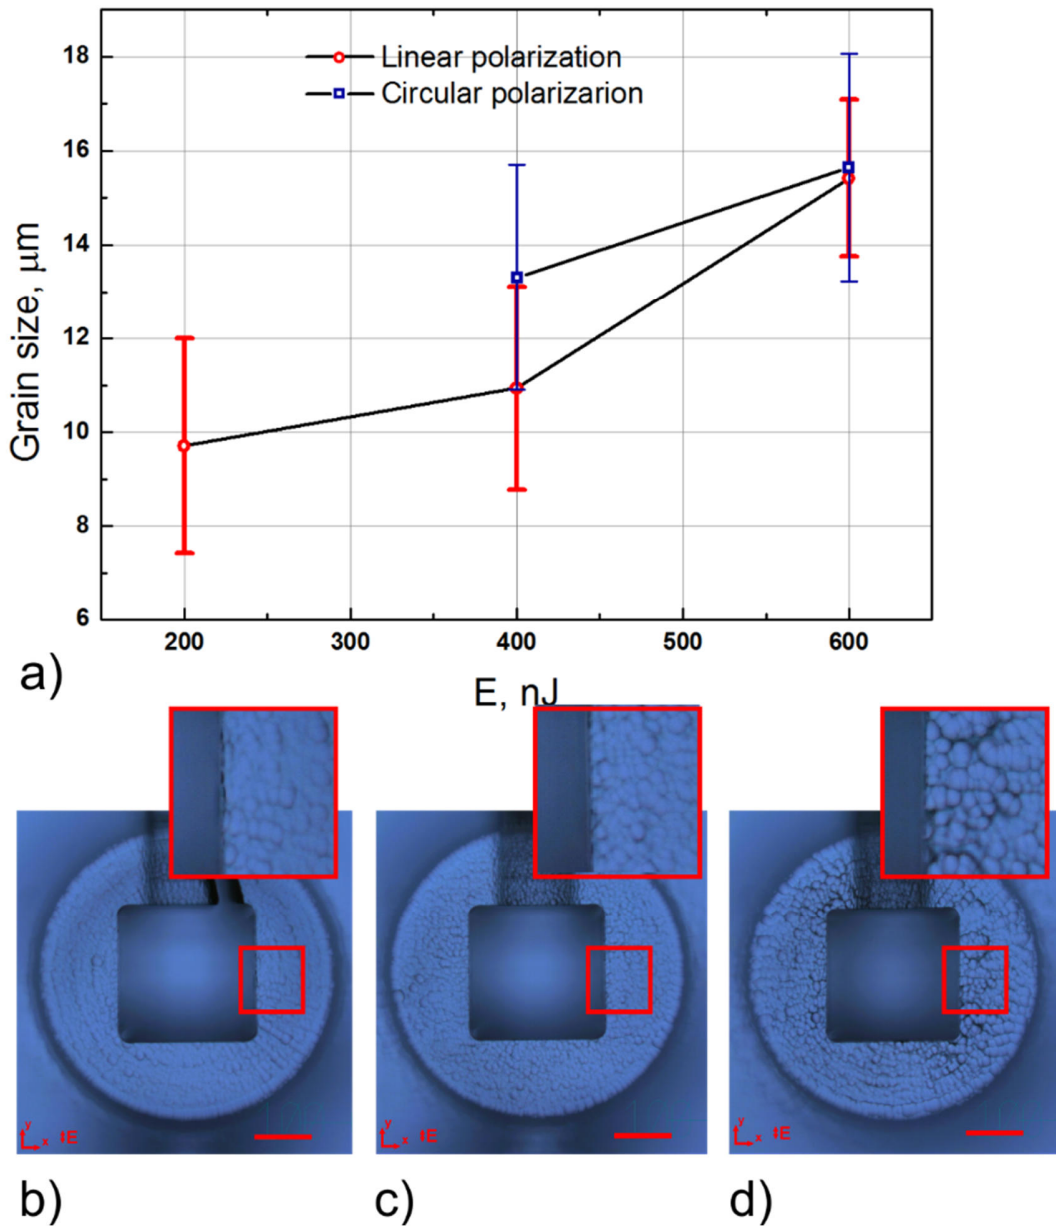 18
16
14
12
10
8
6
Grain size, μm
Linear polarization
Circular polarizarion
200 300 400 500 600
E, nJ
a)
y
x
E
y
x
E
y
x
E
b) c) d)